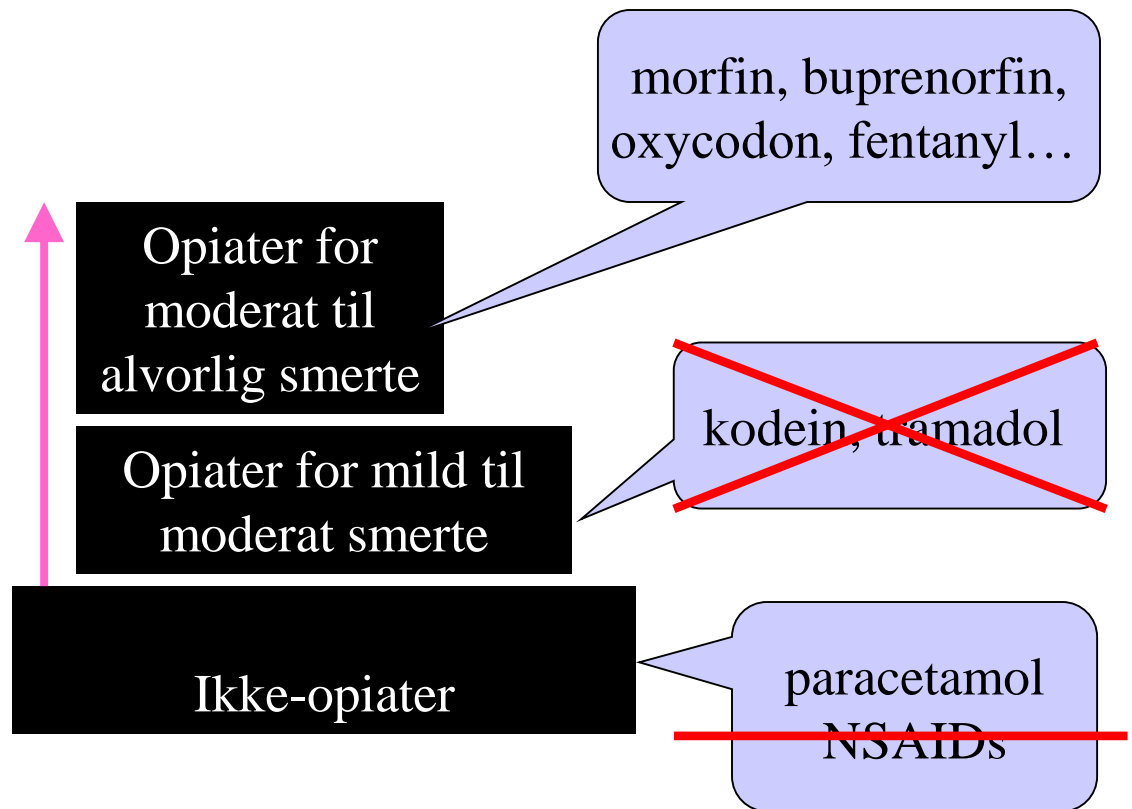 morfin, buprenorfin,
oxycodon, fentanyl…
Opiater for
moderat til
alvorlig smerte
kodein, tramadol
Opiater for mild til
moderat smerte
Ikke-opiater
paracetamol
NSAIDs